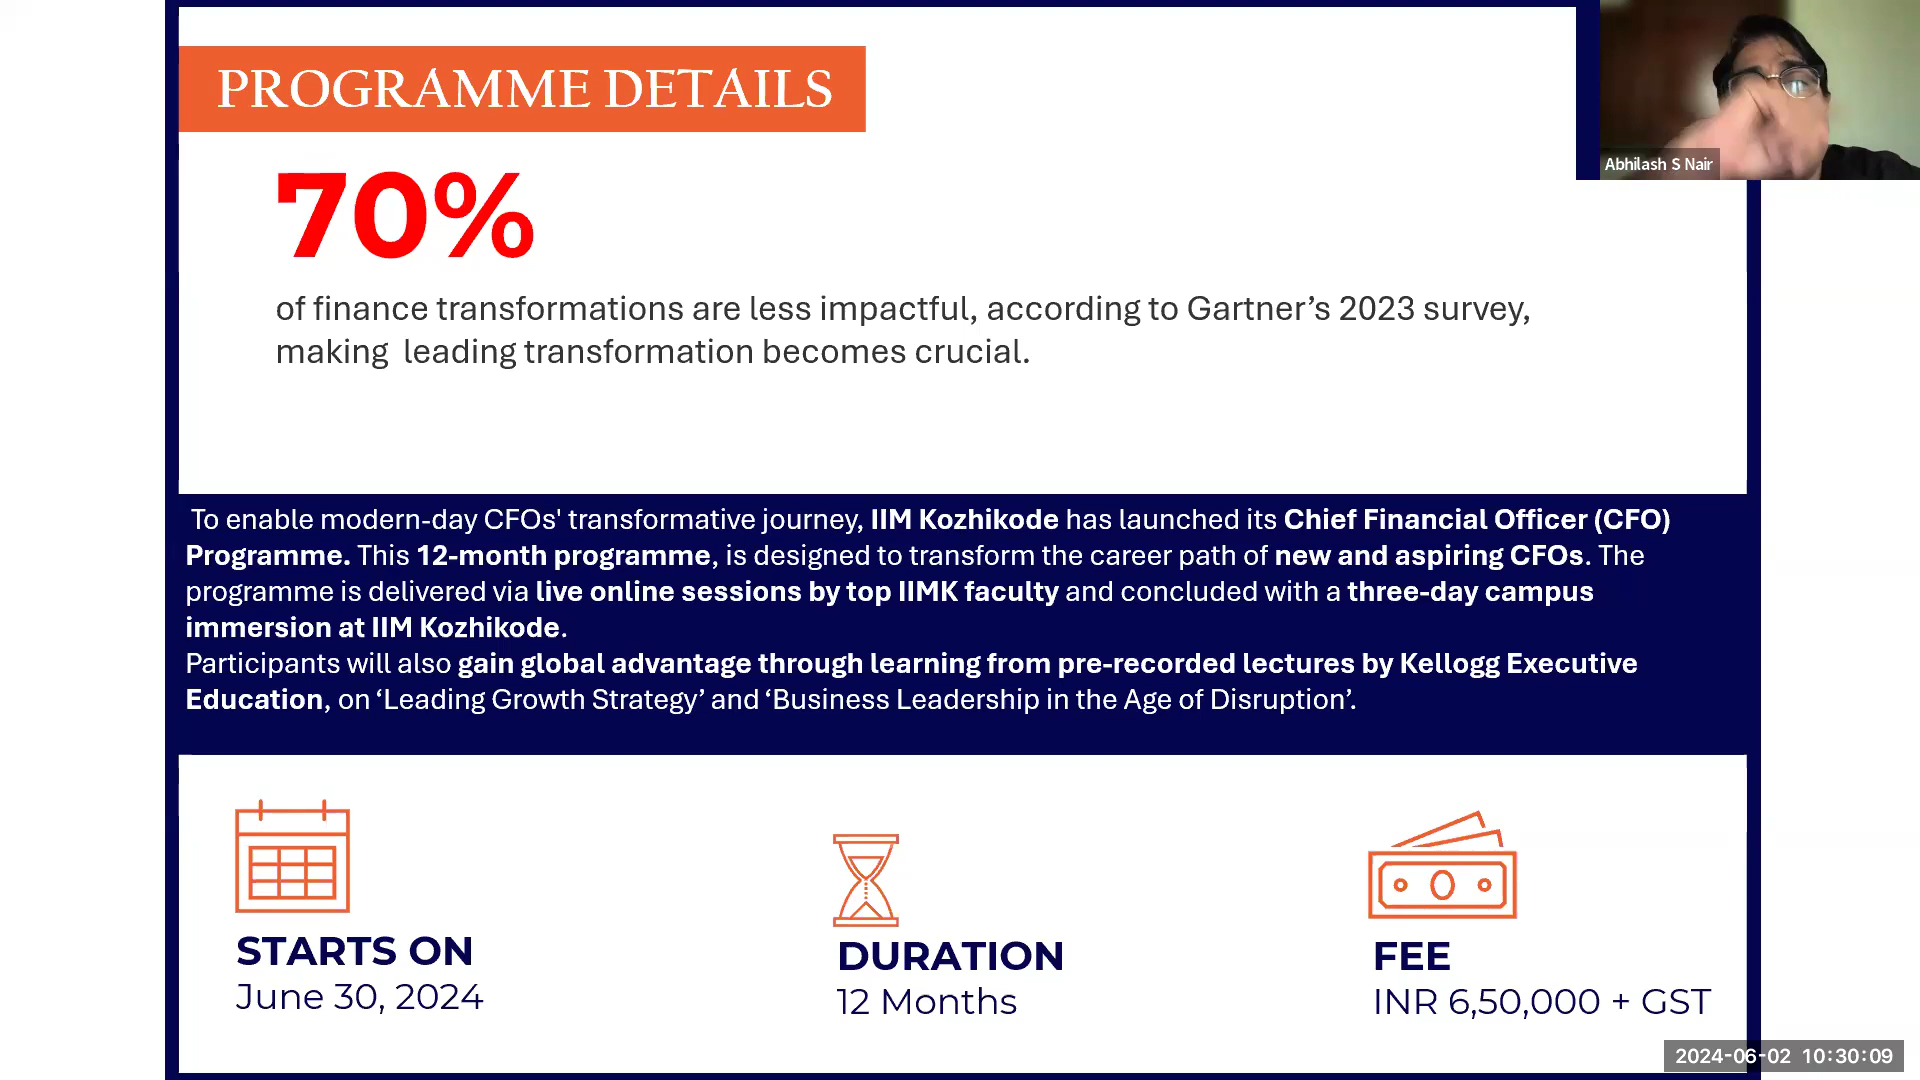 PROGRAMME DETAILS
Abhilash S Nair
70%
of finance transformations are less impactful, according to Gartner’s 2023 survey,
making  leading transformation becomes crucial.
To enable modern-day CFOs' transformative journey, IIM Kozhikode has launched its Chief Financial Officer (CFO)
Programme. This 12-month programme, is designed to transform the career path of new and aspiring CFOs. The
programme is delivered via live online sessions by top IIMK faculty and concluded with a three-day campus
immersion at IIM Kozhikode.
Participants will also gain global advantage through learning from pre-recorded lectures by Kellogg Executive
Education, on ‘Leading Growth Strategy’ and ‘Business Leadership in the Age of Disruption’.
STARTS ON
June 30, 2024
DURATION
12 Months
FEE
INR 6,50,000 + GST
2024-06-02 10:30:09